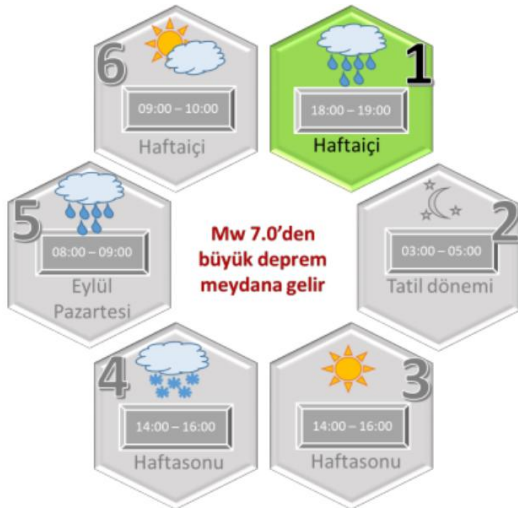 6
09:00 – 10:00
Haftaiçi
1
18:00 – 19:00
Haftaiçi
5
08:00 – 09:00
Eylül
Pazartesi
Mw 7.0’den
büyük deprem
meydana gelir
2
03:00 – 05:00
Tatil dönemi
4
14:00 – 16:00
Haftasonu
3
14:00 – 16:00
Haftasonu